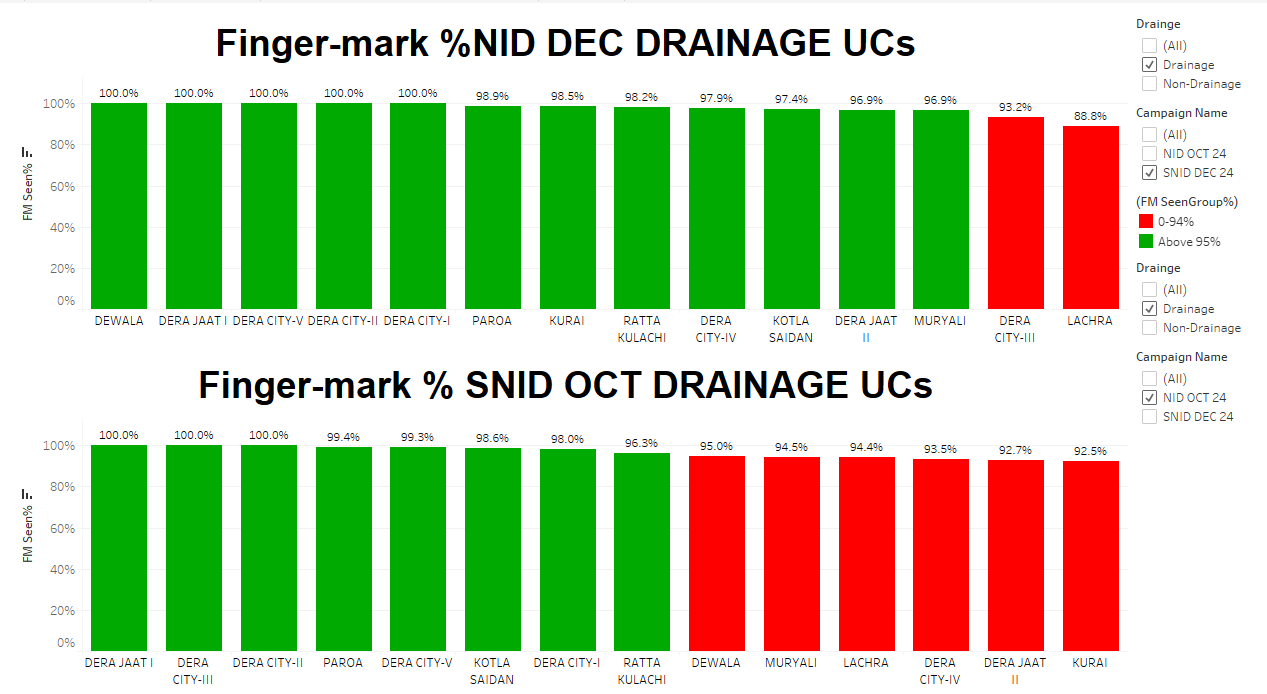 Finger-mark %NID DEC DRAINAGE UCs
FM Seen%
100%
80%
60%
40%
20%
0%
100.0% 100.0% 100.0% 100.0% 100.0% 98.9% 98.5% 98.2% 97.9% 97.4% 96.9% 96.9% 93.2% 88.8%
DEWALA DERA JAAT I DERA CITY-V DERA CITY-II DERA CITY-I PAROA KURAI RATTA KULACHI DERA CITY-IV KOTLA SAIDAN DERA JAAT II MURYALI DERA CITY-III LACHRA
Finger-mark % SNID OCT DRAINAGE UCs
FM Seen%
100%
80%
60%
40%
20%
0%
100.0% 100.0% 100.0% 99.4% 99.3% 98.6% 98.0% 96.3% 95.0% 94.5% 94.4% 93.5% 92.7% 92.5%
DERA JAAT I DERA CITY-III DERA CITY-II PAROA DERA CITY-V KOTLA SAIDAN DERA CITY-I RATTA KULACHI DEWALA MURYALI LACHRA DERA CITY-IV DERA JAAT II KURAI
Drainge
(All)
Drainage
Non-Drainage
Campaign Name
(All)
NID OCT 24
SNID DEC 24
(FM SeenGroup%)
0-94%
Above 95%
Drainge
(All)
Drainage
Non-Drainage
Campaign Name
(All)
NID OCT 24
SNID DEC 24